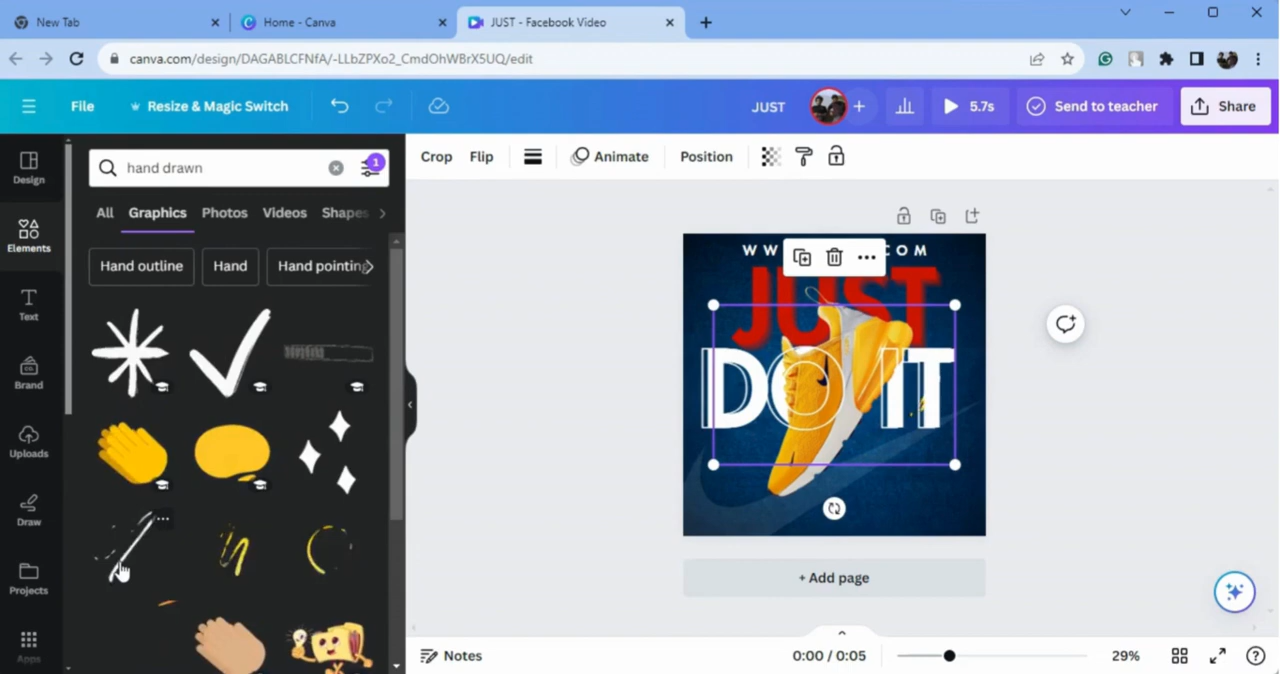 New Tab
Home - Canva
JUST - Facebook Video
canva.com/design/DAGABLCFNfA/-LLbZPXo2_CmdOhWBrX5UQ/edit
File
Resize & Magic Switch
JUST
5.7s
Send to teacher
Share
Design
Elements
Text
Brand
Uploads
Draw
Projects
Apps
hand drawn
1
All
Graphics
Photos
Videos
Shapes
Hand outline
Hand
Hand pointing
Crop
Flip
Animate
Position
WW
COM
JUST
DO IT
+ Add page
Notes
0:00 / 0:05
29%